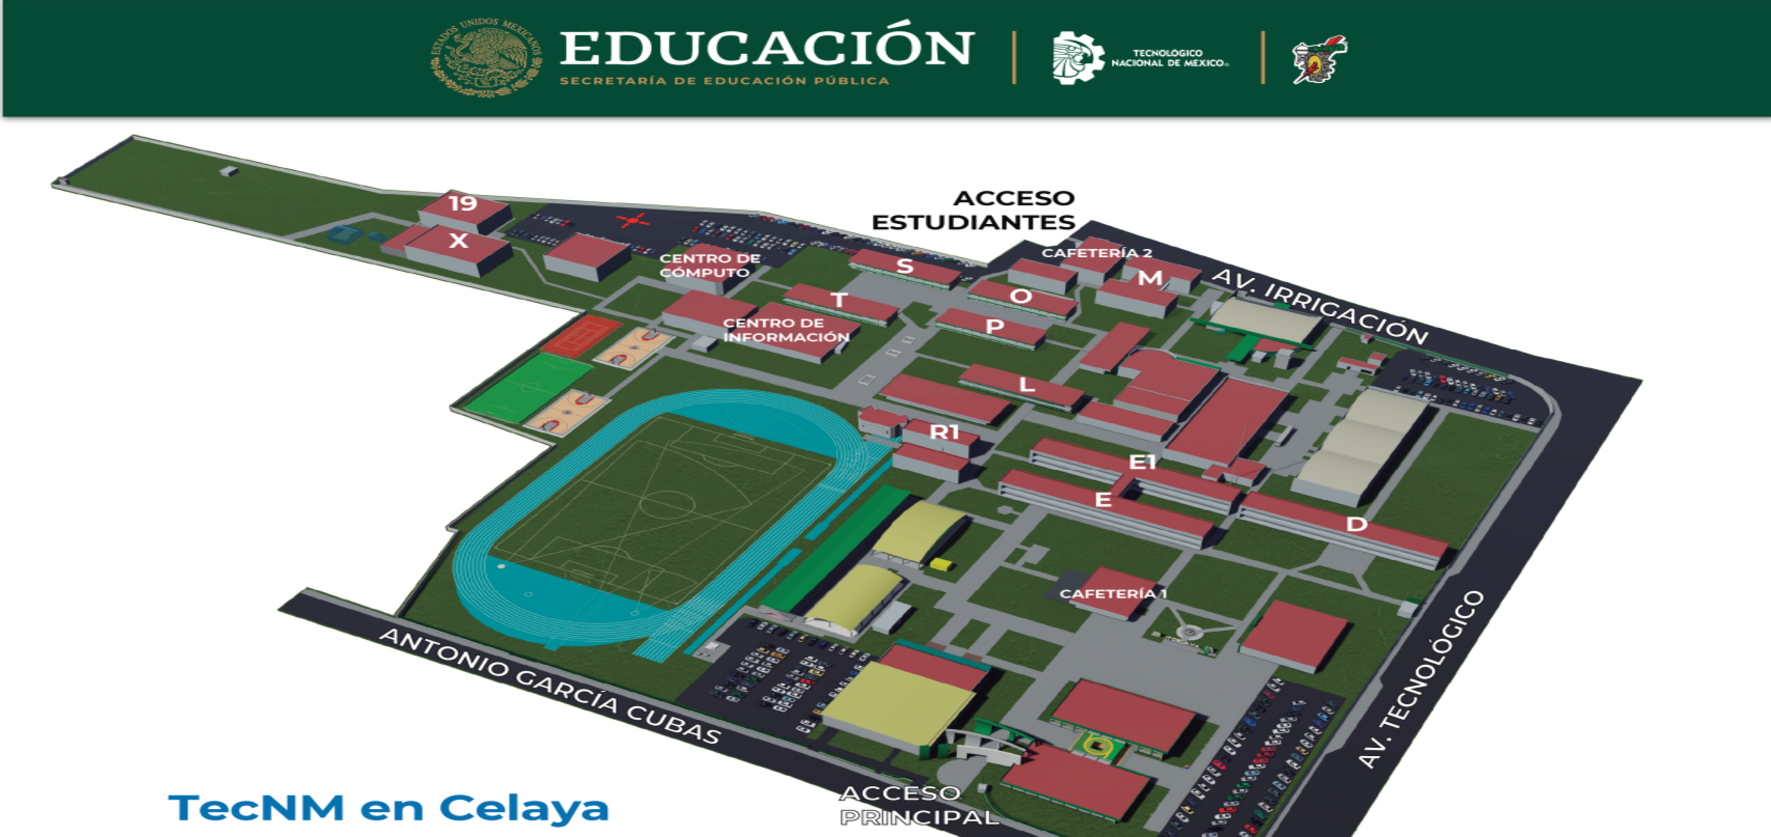 ESTADOS UNIDOS MEXICANOS
EDUCACIÓN
SECRETARÍA DE EDUCACIÓN PÚBLICA
TECNOLÓGICO
NACIONAL DE MÉXICO
ACCESO
ESTUDIANTES
19
X
CENTRO DE
CÓMPUTO
S
CAFETERÍA 2
M
AV. IRRIGACIÓN
T
O
CENTRO DE
INFORMACIÓN
P
L
R1
E1
E
D
CAFETERÍA 1
ANTONIO GARCÍA CUBAS
AV. TECNOLÓGICO
TecNM en Celaya
ACCESO
PRINCIPAL